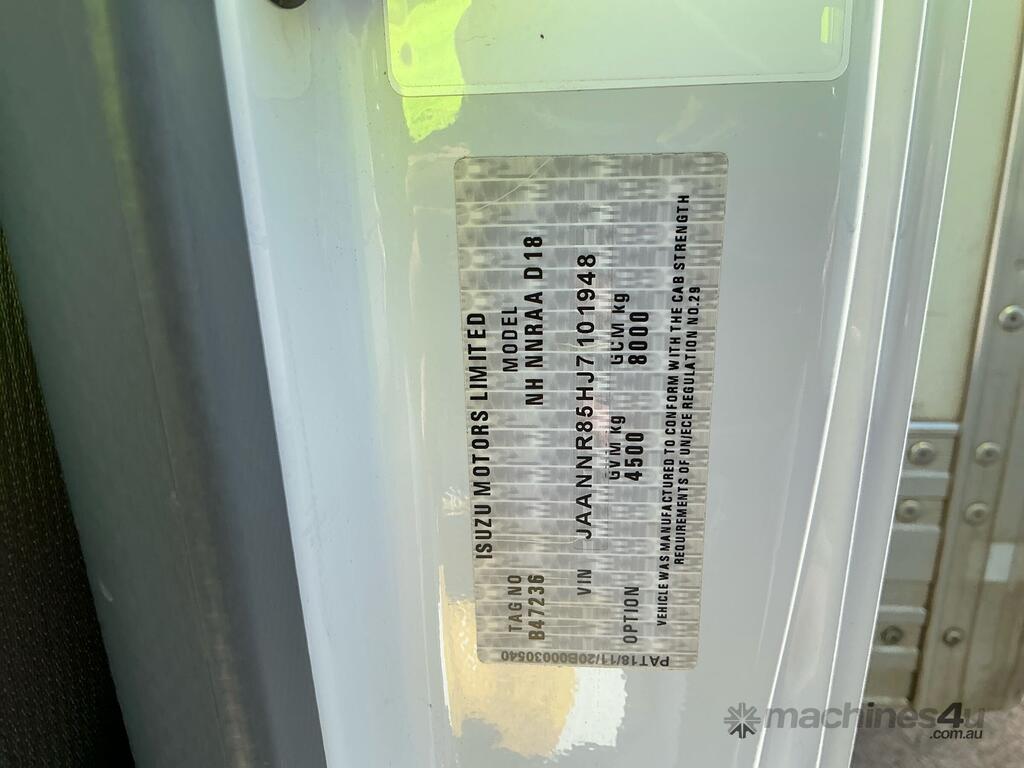 ISUZU MOTORS LIMITED
TAG NO MODEL
B47236 NH NNRAA D18
VIN JAANNR85HJ7101948
GVM kg GCM kg
OPTION 4500 8000
VEHICLE WAS MANUFACTURED TO CONFORM WITH THE CAB STRENGTH
REQUIREMENTS OF UN/ECE REGULATION NO.29
PAT18/11/20B00030540
machines4u
.com.au